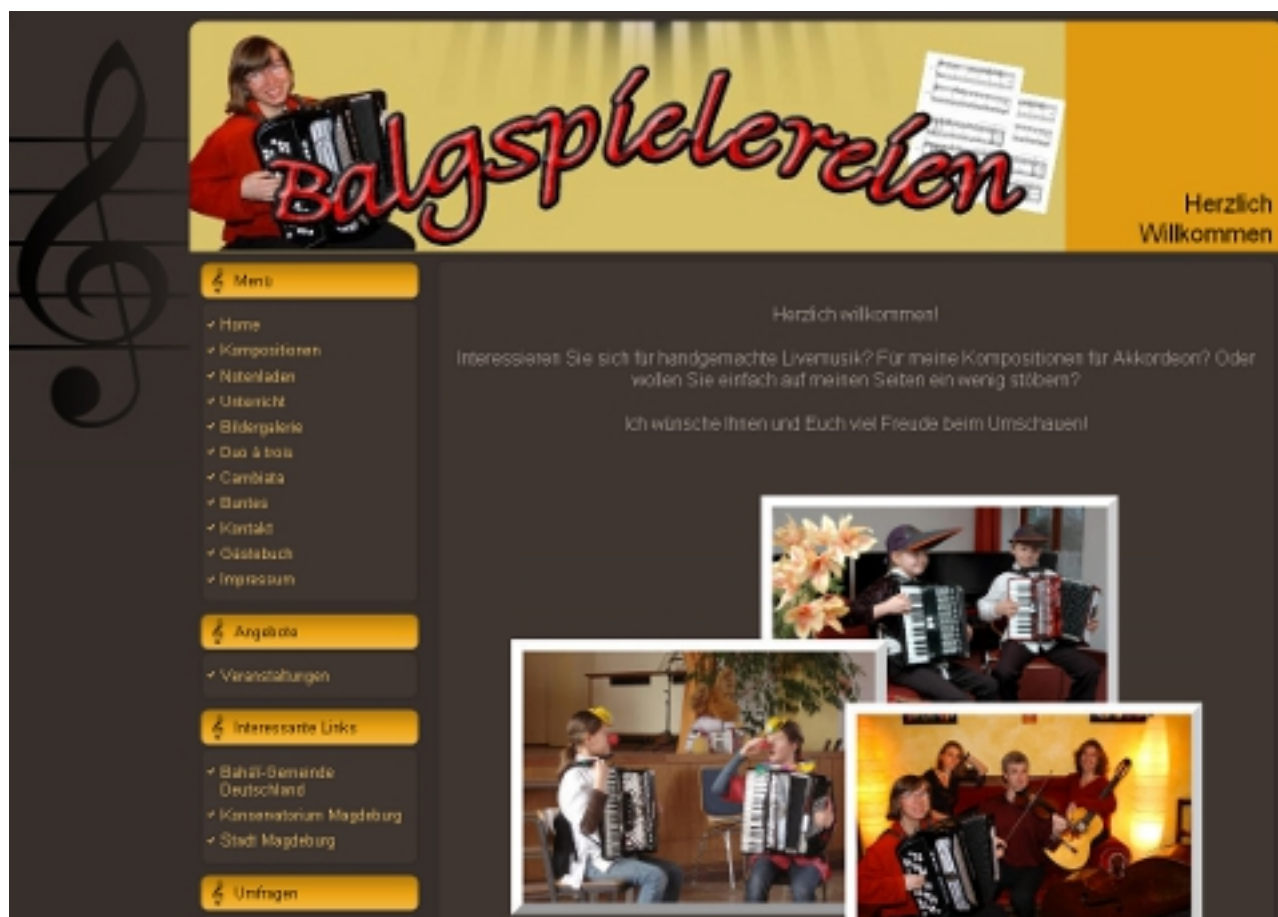 Balgspielereien
Herzlich
Willkommen
Menü
Home
Kompositionen
Notenladen
Unterricht
Bildergalerie
Duo à trois
Cambiata
Buntes
Kontakt
Gästebuch
Impressum
Angebote
Veranstaltungen
Interessante Links
Bahá'í-Gemeinde
Deutschland
Konservatorium Magdeburg
Stadt Magdeburg
Umfragen
Herzlich willkommen!
Interessieren Sie sich für handgemachte Livemusik? Für meine Kompositionen für Akkordeon? Oder
wollen Sie einfach auf meinen Seiten ein wenig stöbern?
Ich wünsche Ihnen und Euch viel Freude beim Umschauen!